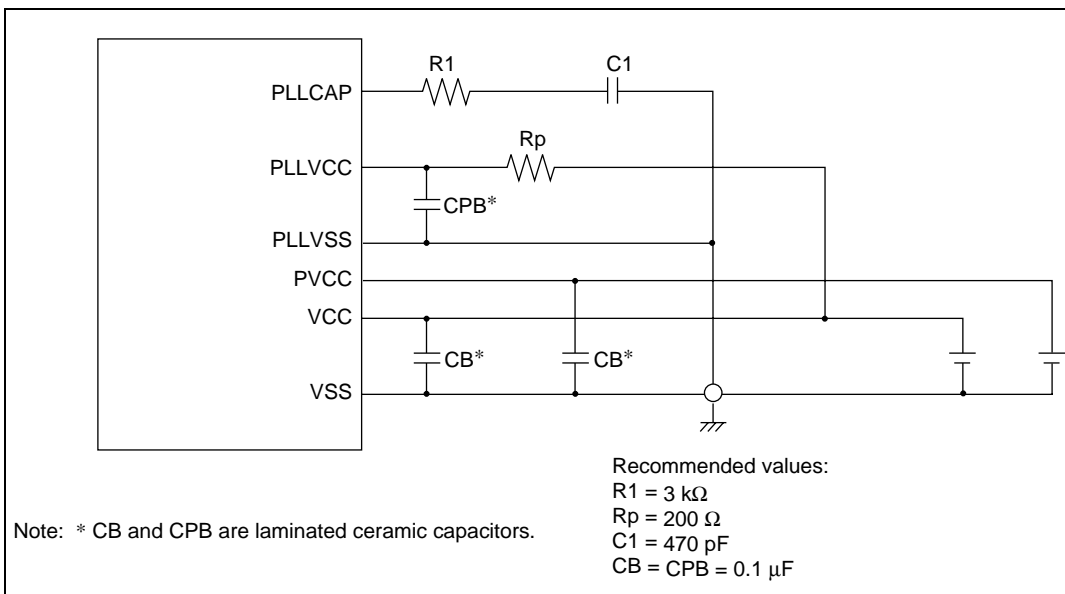 R1
C1
PLLCAP
Rp
PLLVCC
CPB*
PLLVSS
PVCC
VCC
CB*
CB*
VSS
Recommended values:
R1 = 3 kΩ
Rp = 200 Ω
C1 = 470 pF
CB = CPB = 0.1 μF
Note: * CB and CPB are laminated ceramic capacitors.